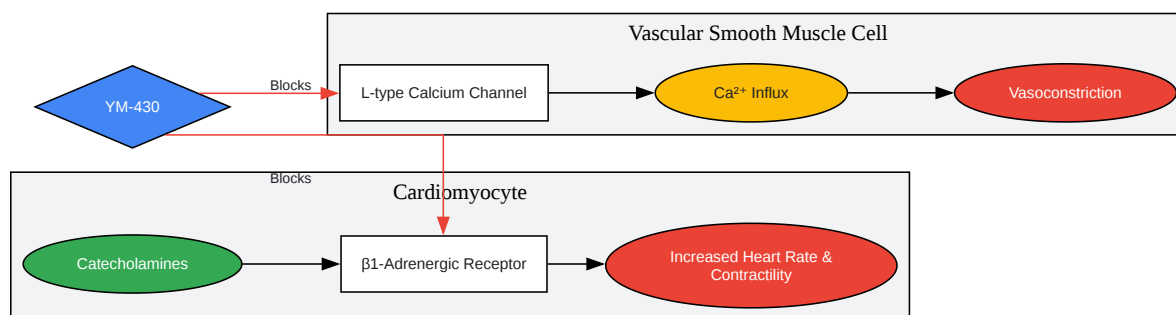 Vascular Smooth Muscle Cell
YM-430
Blocks
L-type Calcium Channel
Ca²⁺ Influx
Vasoconstriction
Blocks
Cardiomyocyte
Catecholamines
β1-Adrenergic Receptor
Increased Heart Rate &
Contractility